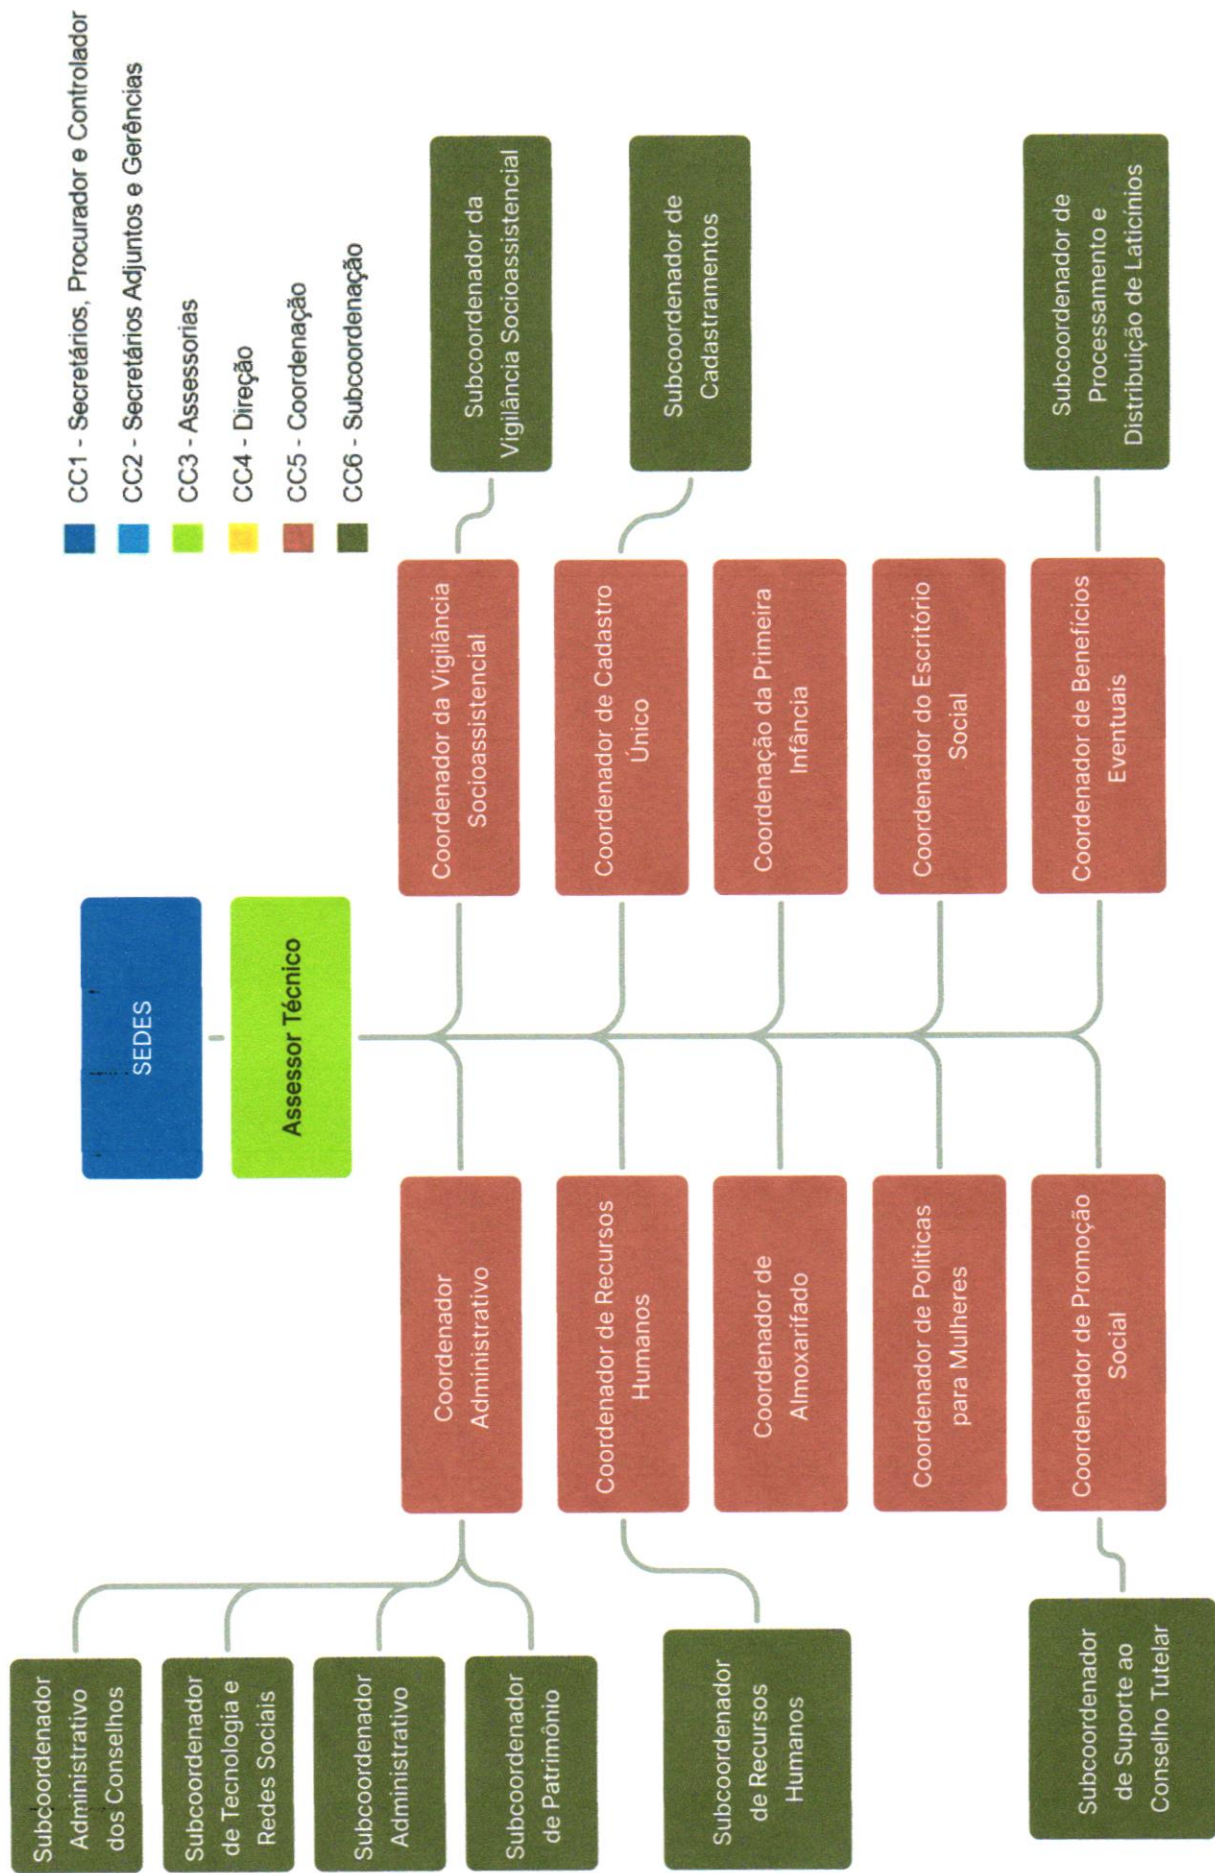 CC1 - Secretários, Procurador e Controlador
CC2 - Secretários Adjuntos e Gerências
CC3 - Assessorias
CC4 - Direção
CC5 - Coordenação
CC6 - Subcoordenação
SEDES
Assessor Técnico
Subcoordenador
Administrativo
dos Conselhos
Subcoordenador
de Tecnologia e
Redes Sociais
Subcoordenador
Administrativo
Subcoordenador
de Patrimônio
Subcoordenador
de Recursos
Humanos
Subcoordenador
de Suporte ao
Conselho Tutelar
Coordenador
Administrativo
Coordenador de Recursos
Humanos
Coordenador de
Almoxarifado
Coordenador de Políticas
para Mulheres
Coordenador de Promoção
Social
Coordenador da Vigilância
Socioassistencial
Coordenador de Cadastro
Único
Coordenação da Primeira
Infância
Coordenador do Escritório
Social
Coordenador de Benefícios
Eventuais
Subcoordenador da
Vigilância Socioassistencial
Subcoordenador de
Cadastramentos
Subcoordenador de
Processamento e
Distribuição de Laticínios